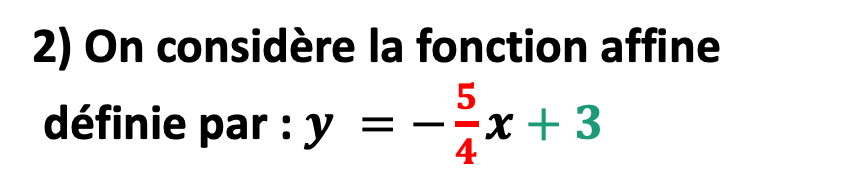 2) On considère la fonction affine
définie par : y = −5/4x + 3